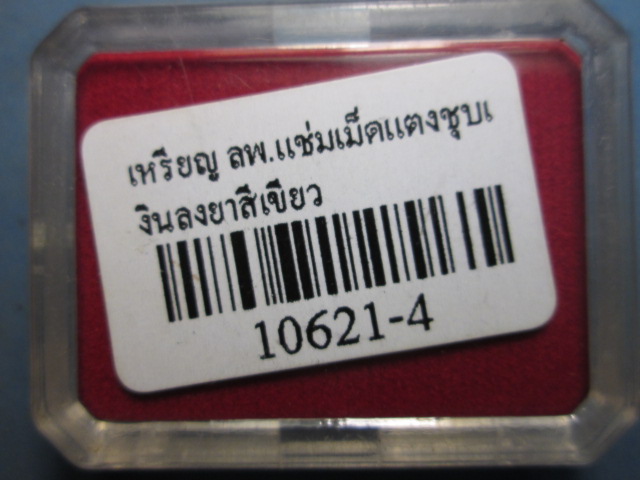 เหรียญ ลพ.แช่มเม็ดแตงชุบเ
งินลงยาสีเขียว
10621-4